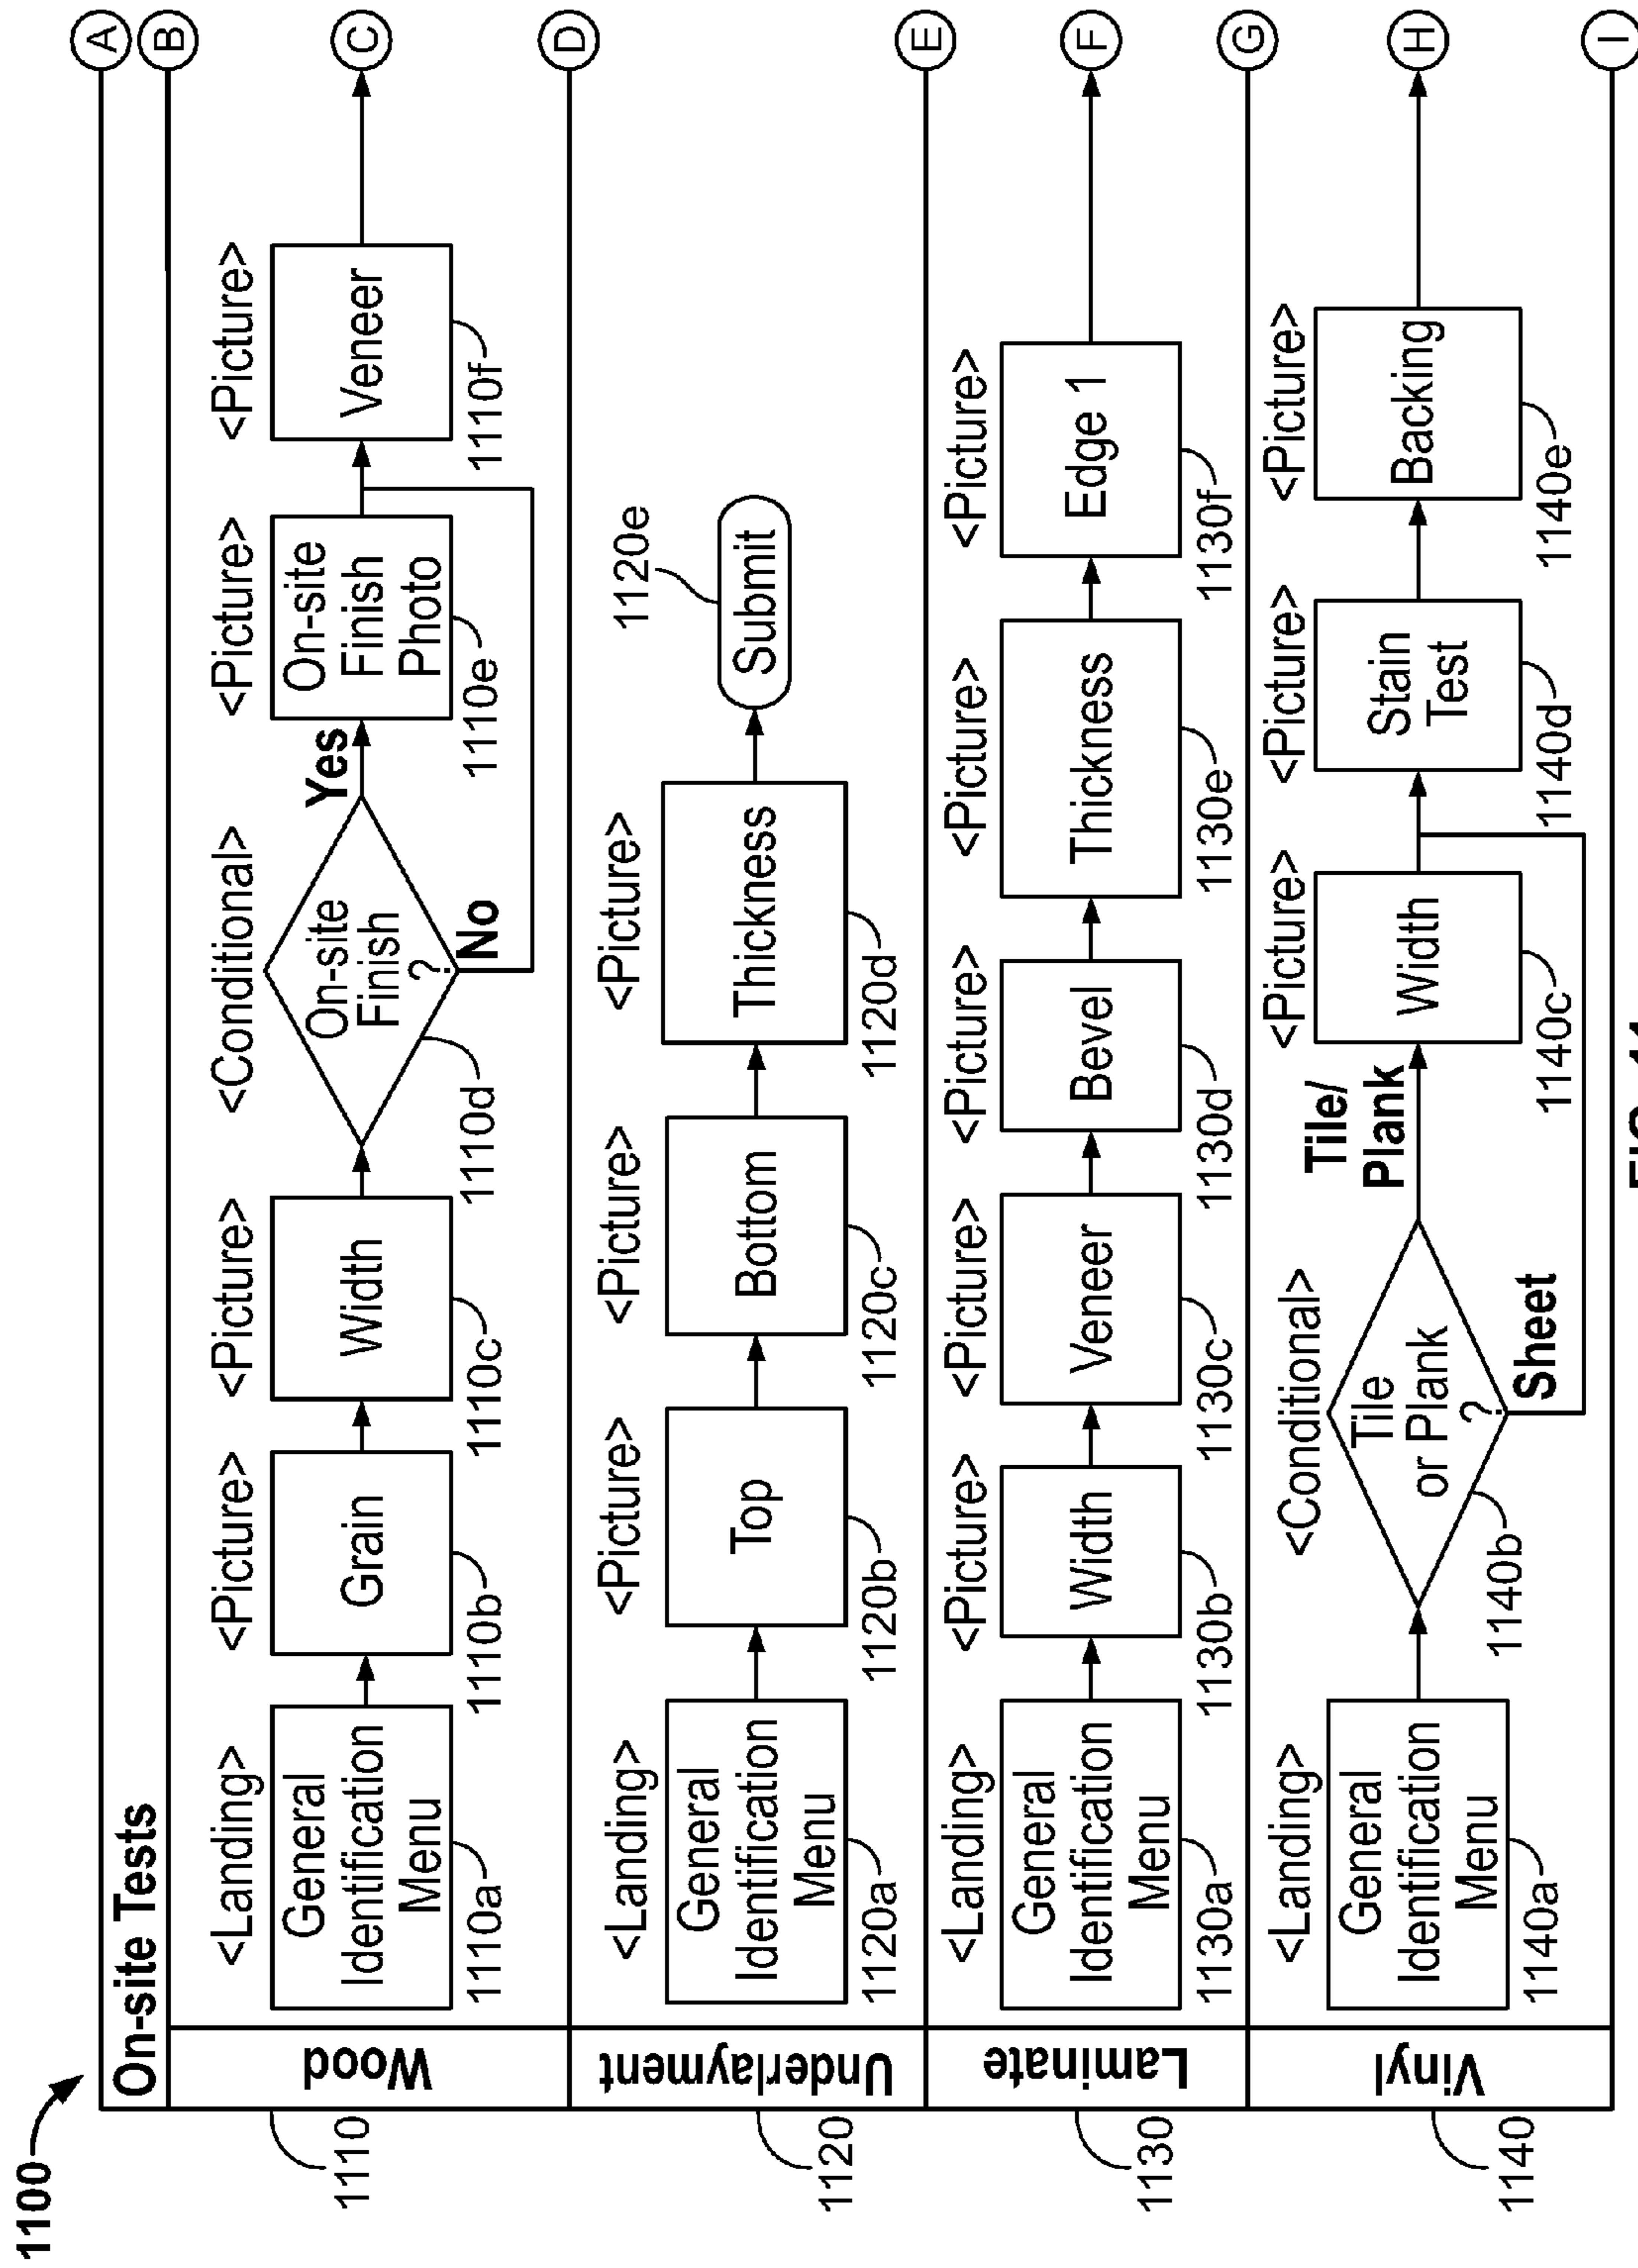 1100
On-site Tests
A
B
1110
Wood
<Landing>
General
Identification
Menu
1110a
<Picture>
Grain
1110b
<Picture>
Width
1110c
<Conditional>
On-site
Finish
?
1110d
Yes
No
<Picture>
On-site
Finish
Photo
1110e
<Picture>
Veneer
1110f
C
D
1120
Underlayment
<Landing>
General
Identification
Menu
1120a
<Picture>
Top
1120b
<Picture>
Bottom
1120c
<Picture>
Thickness
1120d
Submit
1120e
E
1130
Laminate
<Landing>
General
Identification
Menu
1130a
<Picture>
Width
1130b
<Picture>
Veneer
1130c
<Picture>
Bevel
1130d
<Picture>
Thickness
1130e
<Picture>
Edge 1
1130f
F
G
1140
Vinyl
<Landing>
General
Identification
Menu
1140a
<Conditional>
Tile
or Plank
?
1140b
Tile/
Plank
Sheet
<Picture>
Width
1140c
<Picture>
Stain
Test
1140d
<Picture>
Backing
1140e
H
I